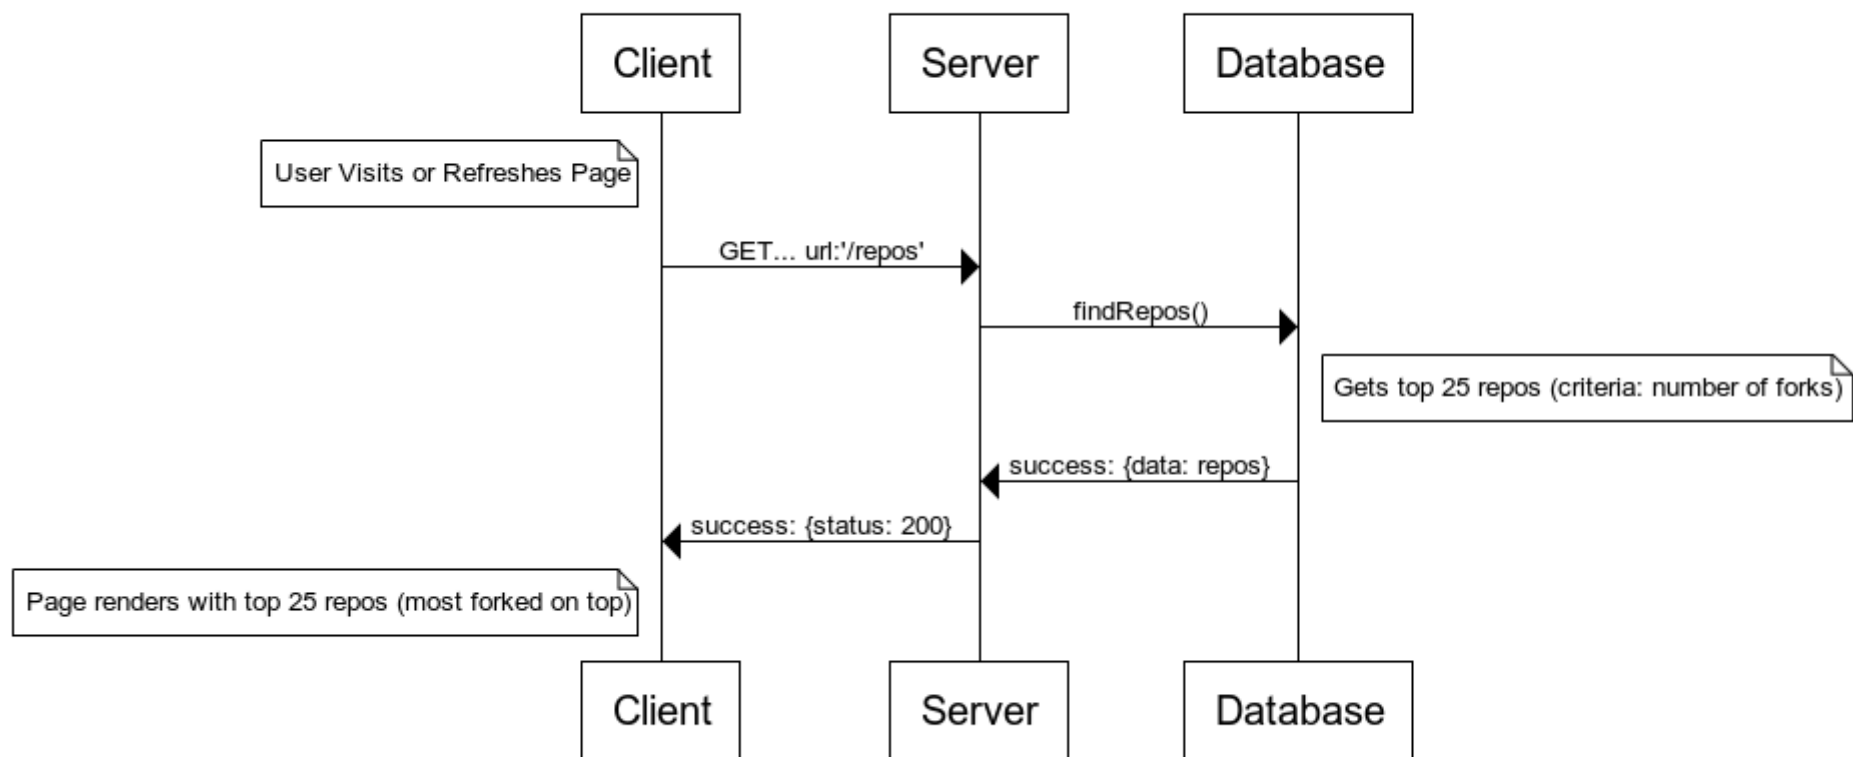 Client
Server
Database
User Visits or Refreshes Page
GET... url:'/repos'
findRepos()
Gets top 25 repos (criteria: number of forks)
success: {data: repos}
success: {status: 200}
Page renders with top 25 repos (most forked on top)
Client
Server
Database